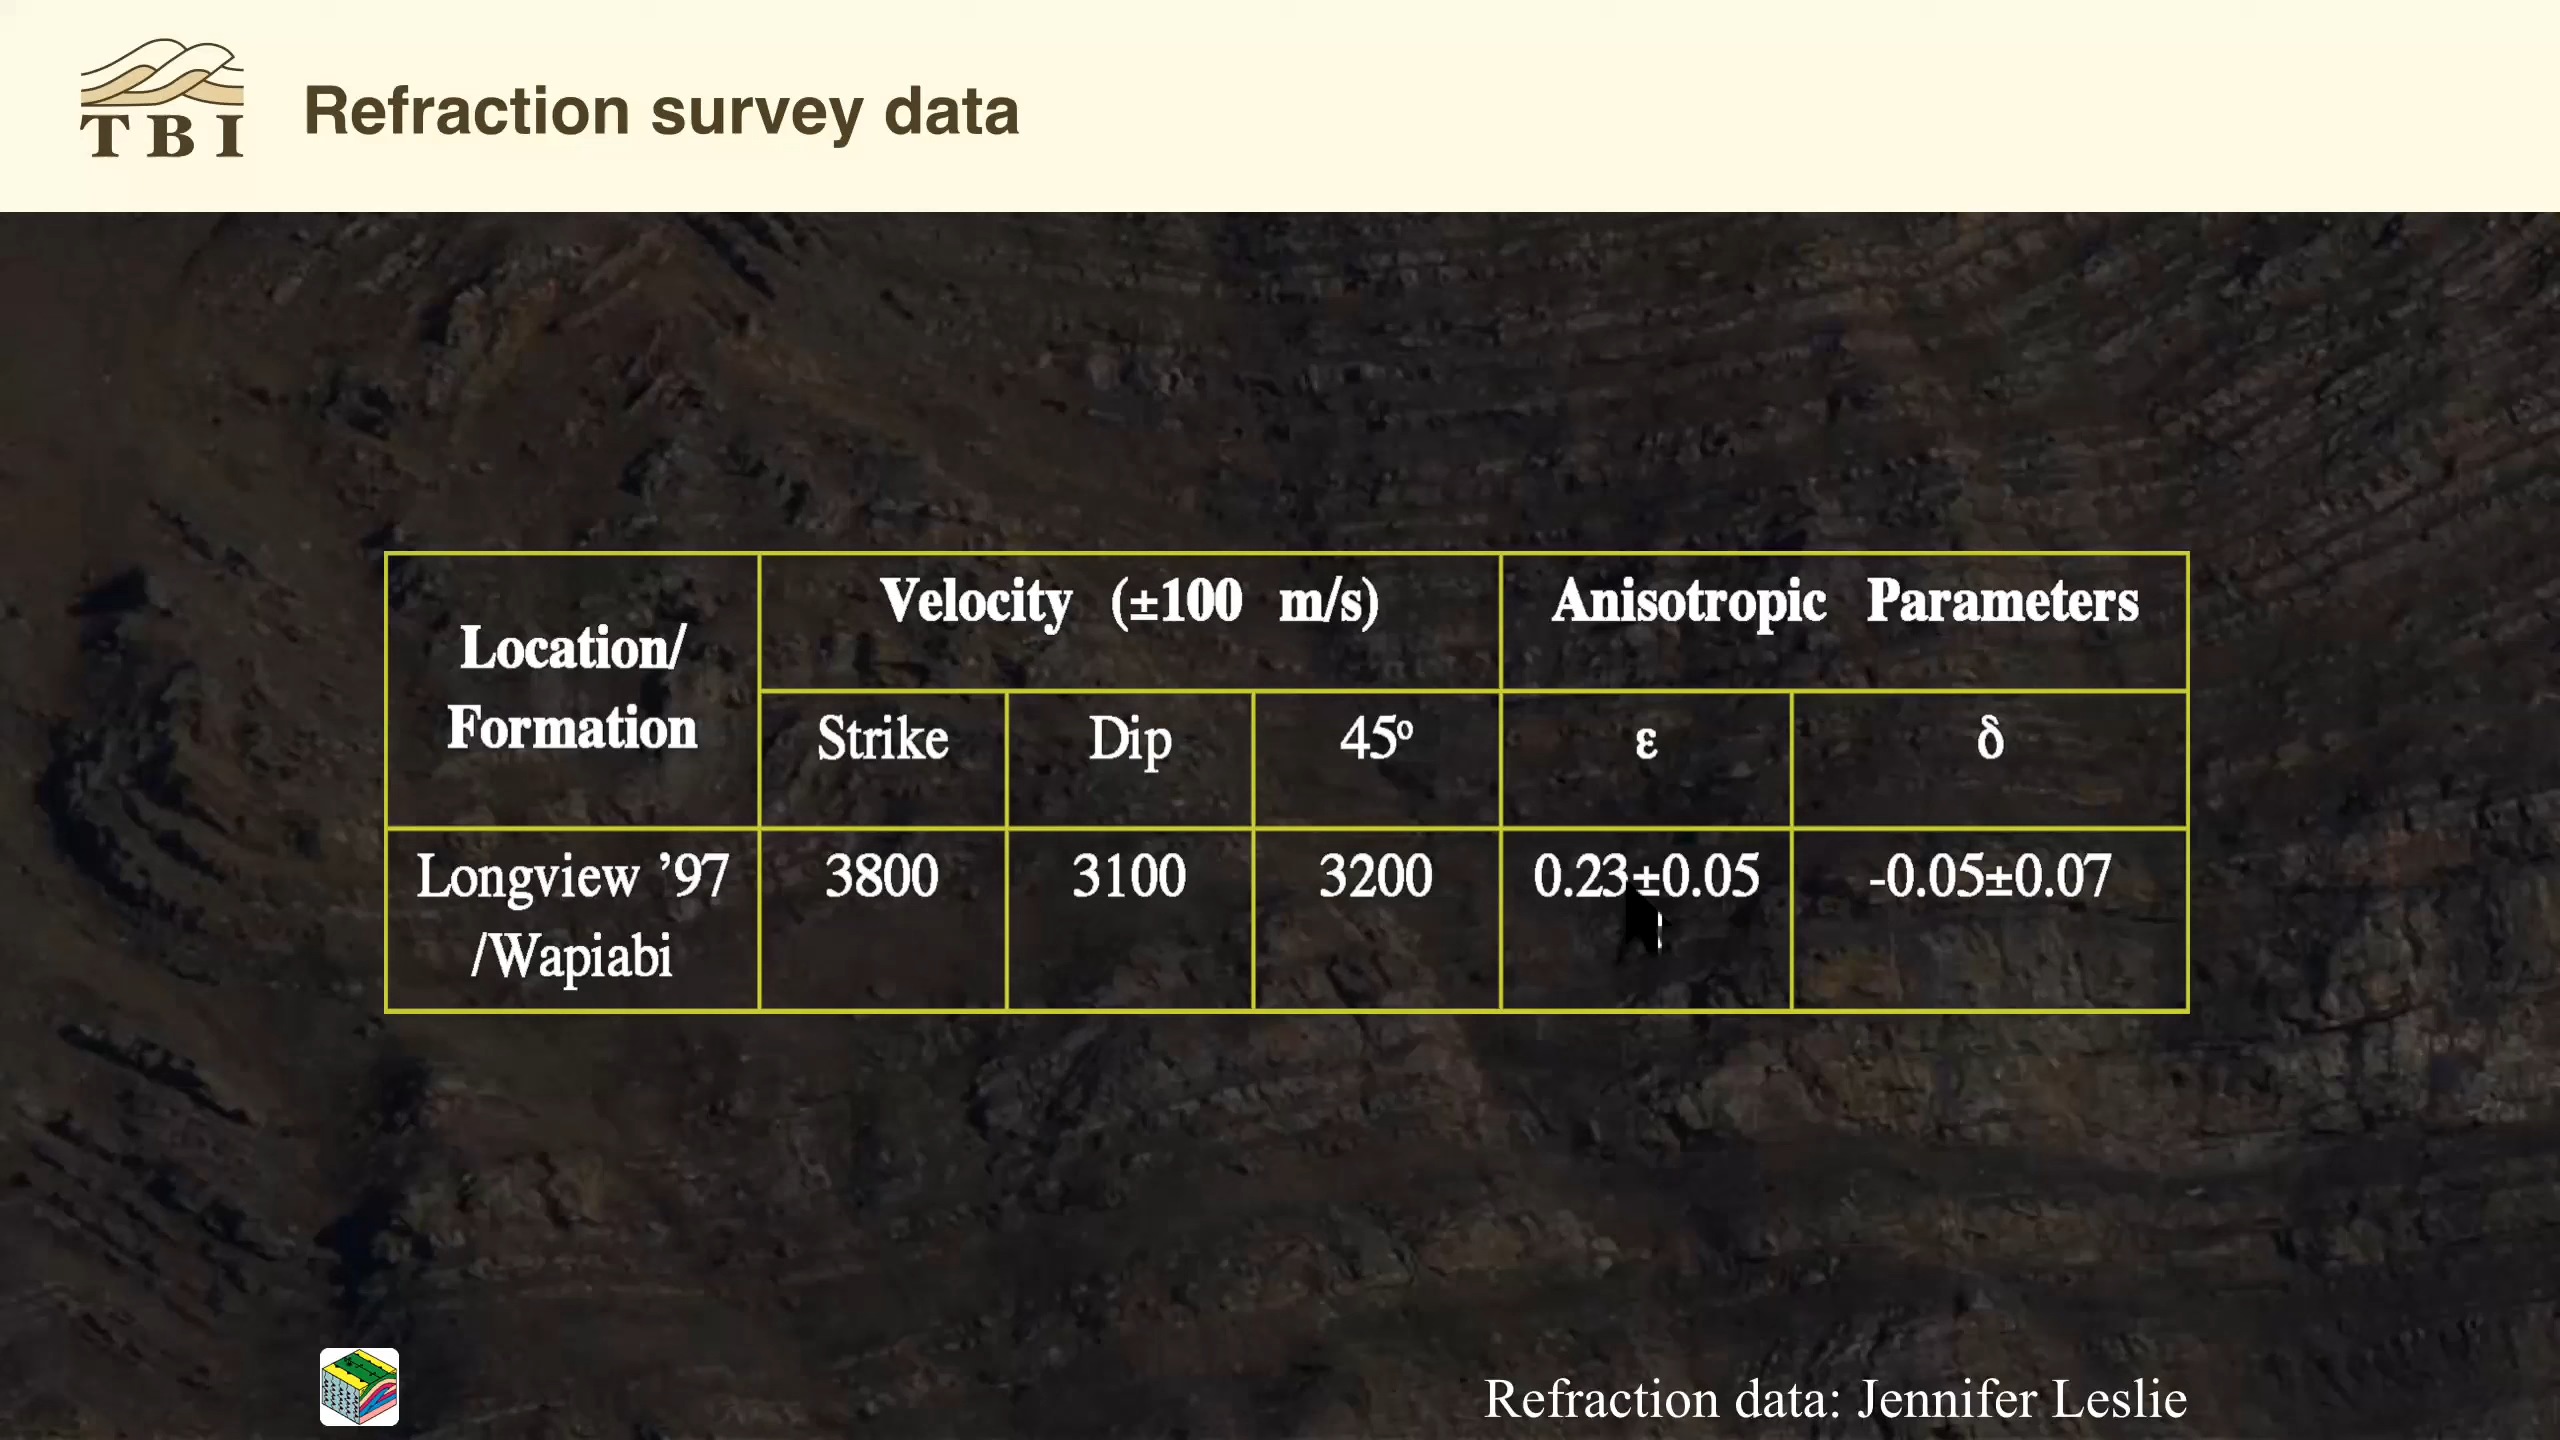 TBI
Refraction survey data
Location/
Formation
Velocity (±100 m/s)
Anisotropic Parameters
Strike
Dip
45º
ε
δ
Longview ’97
/Wapiabi
3800
3100
3200
0.23±0.05
-0.05±0.07
Refraction data: Jennifer Leslie